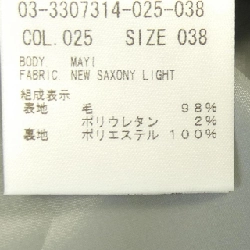 03-3307314-025-038
COL.025 SIZE 038
BODY MAYI
FABRIC NEW SAXONY LIGHT
組成表示
表地 毛 98%
ポリウレタン 2%
裏地 ポリエステル 100%